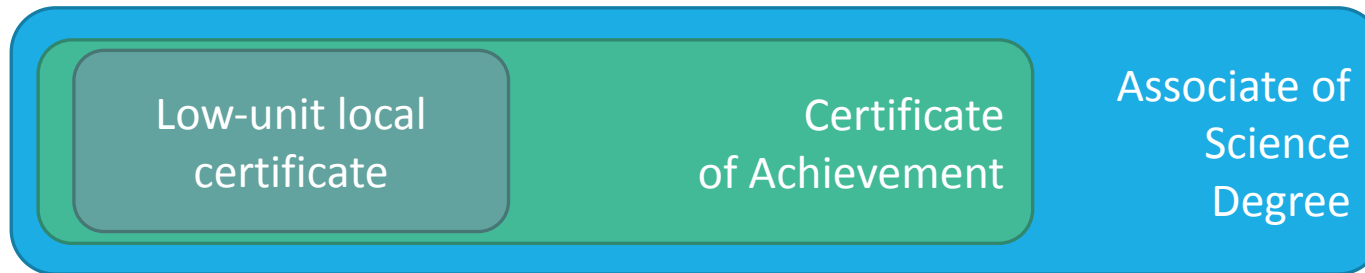 Low-unit local
certificate
Certificate
of Achievement
Associate of
Science
Degree